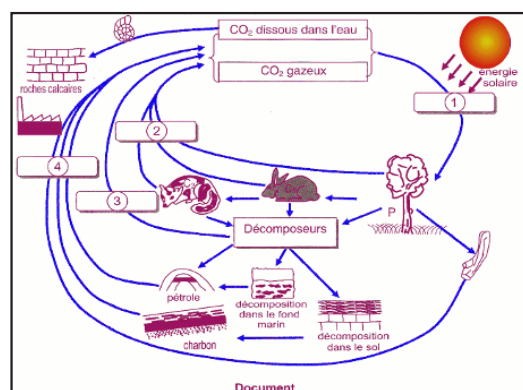 CO₂ dissous dans l'eau
CO₂ gazeux
roches calcaires
énergie
solaire
1
2
4
3
P
Décomposeurs
pétrole
décomposition
dans le fond
marin
charbon
décomposition
dans le sol
Document